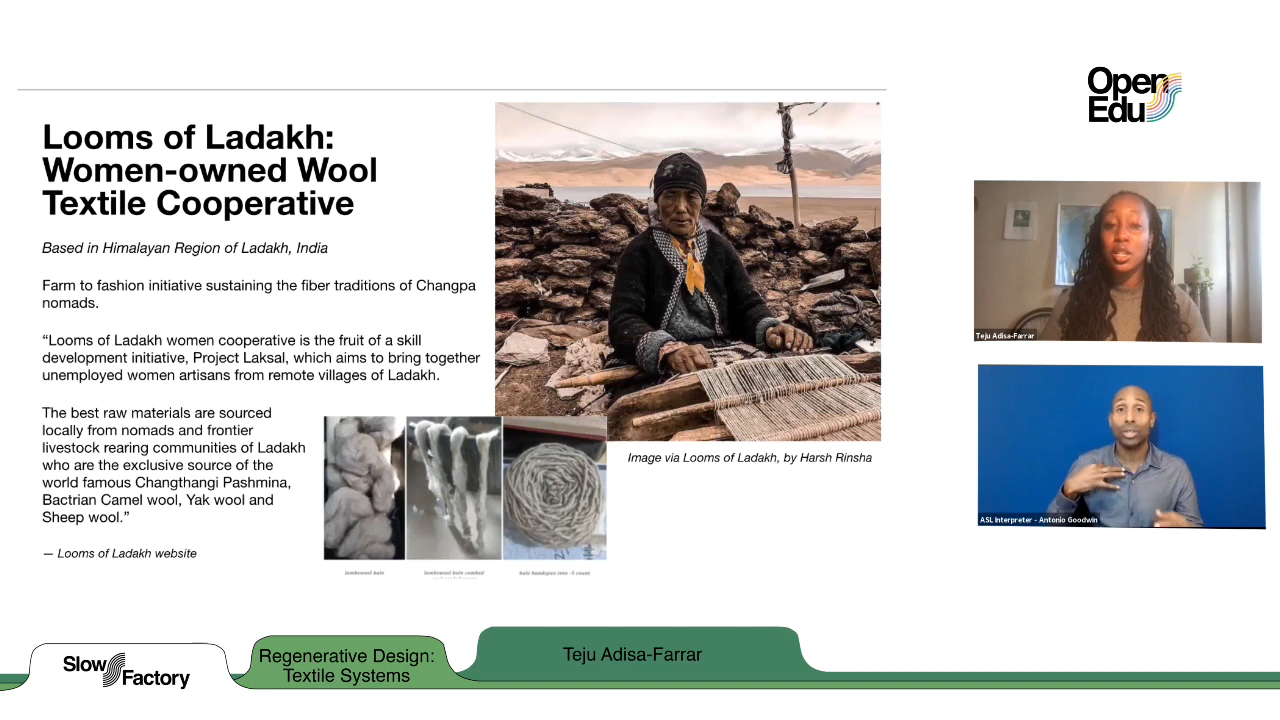 Open
Edu
Looms of Ladakh:
Women-owned Wool
Textile Cooperative
Based in Himalayan Region of Ladakh, India
Farm to fashion initiative sustaining the fiber traditions of Changpa
nomads.
“Looms of Ladakh women cooperative is the fruit of a skill
development initiative, Project Laksal, which aims to bring together
unemployed women artisans from remote villages of Ladakh.
The best raw materials are sourced
locally from nomads and frontier
livestock rearing communities of Ladakh
who are the exclusive source of the
world famous Changthangi Pashmina,
Bactrian Camel wool, Yak wool and
Sheep wool.”
— Looms of Ladakh website
Image via Looms of Ladakh, by Harsh Rinsha
Teju Adisa-Farrar
ASL Interpreter - Antonio Goodwin
Slow
Factory
Regenerative Design:
Textile Systems
Teju Adisa-Farrar